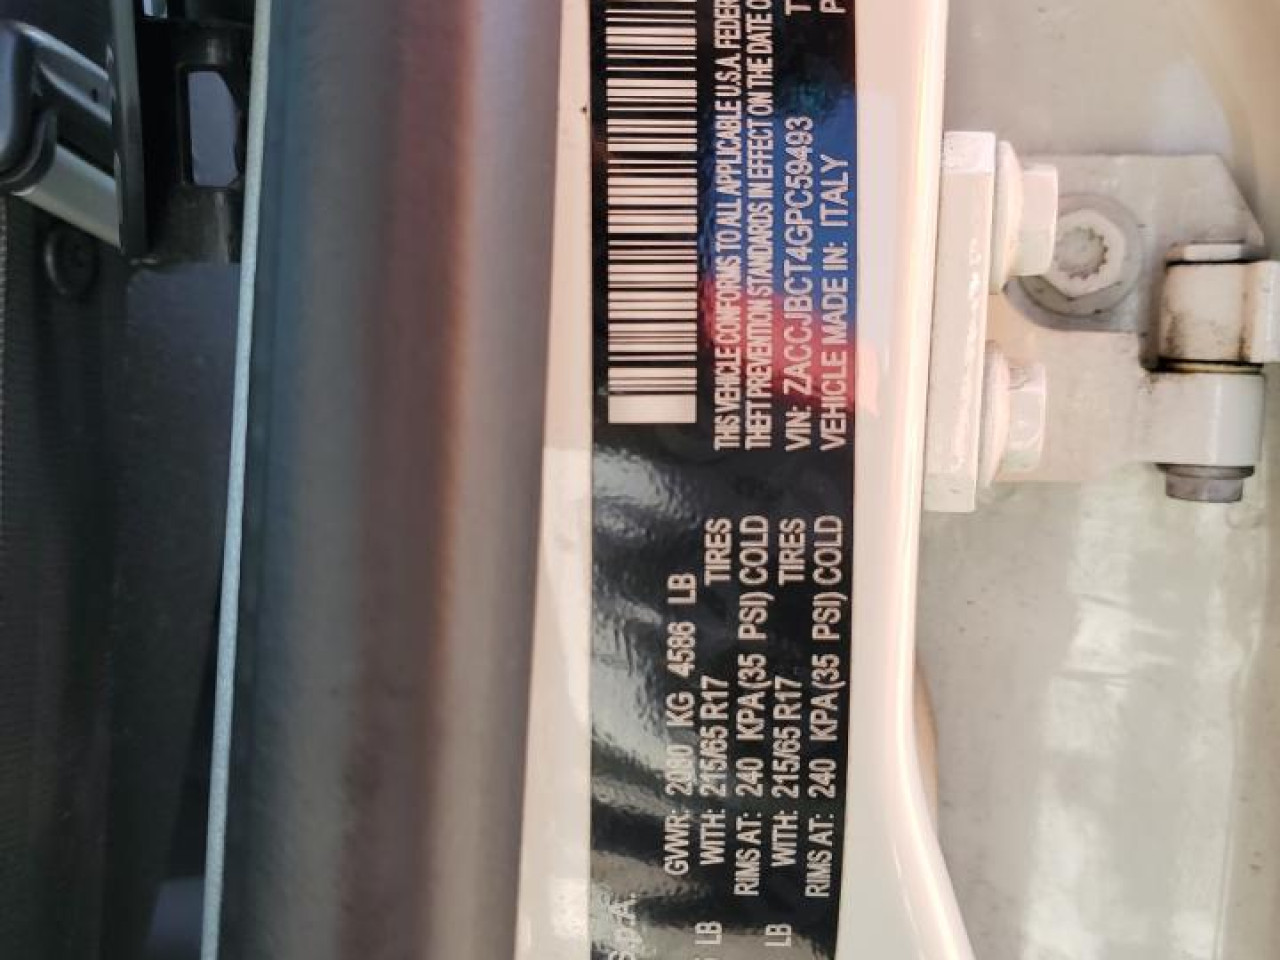 S.p.A.
GVWR: 2080 KG 4586 LB
LB WITH: 215/65 R17 TIRES
RIMS AT: 240 KPA(35 PSI) COLD
LB WITH: 215/65 R17 TIRES
RIMS AT: 240 KPA(35 PSI) COLD
THIS VEHICLE CONFORMS TO ALL APPLICABLE U.S.A. FEDER
THEFT PREVENTION STANDARDS IN EFFECT ON THE DATE O
VIN: ZACCJBCT4GPC59493 T
VEHICLE MADE IN: ITALY P